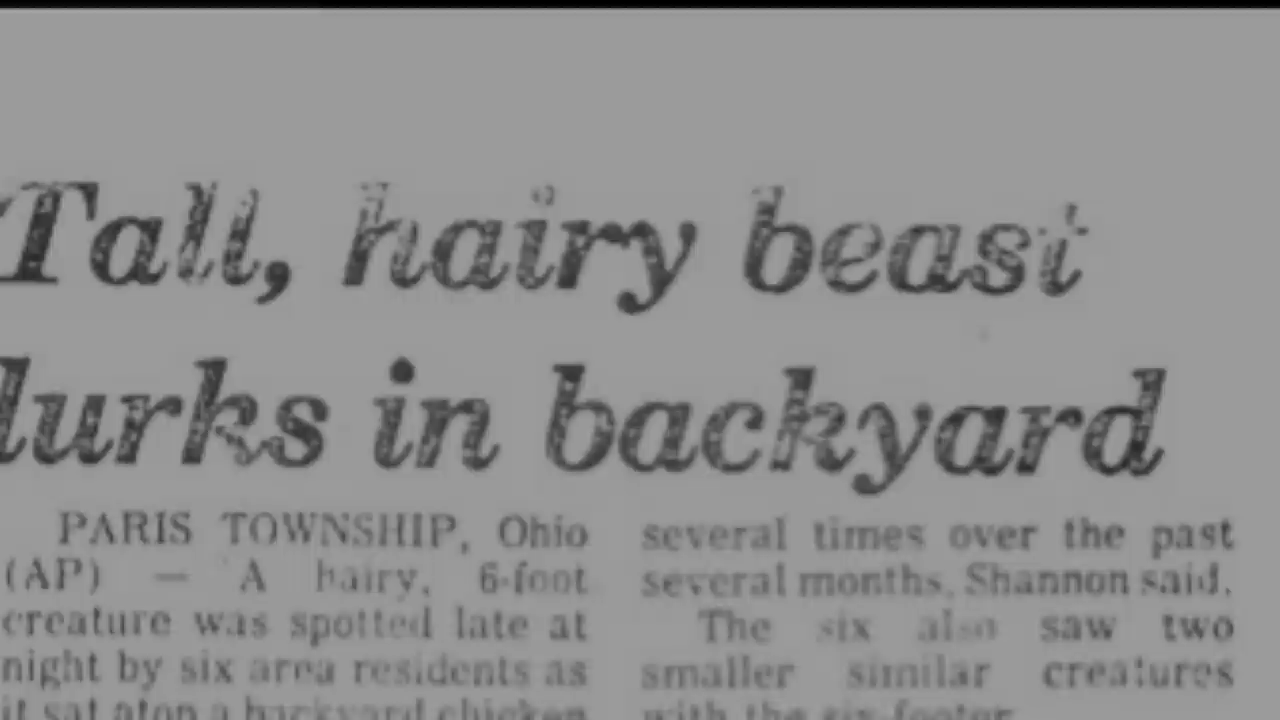 Tall, hairy beast
lurks in backyard
PARIS TOWNSHIP, Ohio
(AP) — A hairy, 6-foot
creature was spotted late at
night by six area residents as
it sat atop a backyard chicken
several times over the past
several months, Shannon said.
The six also saw two
smaller similar creatures
with the six-footer.